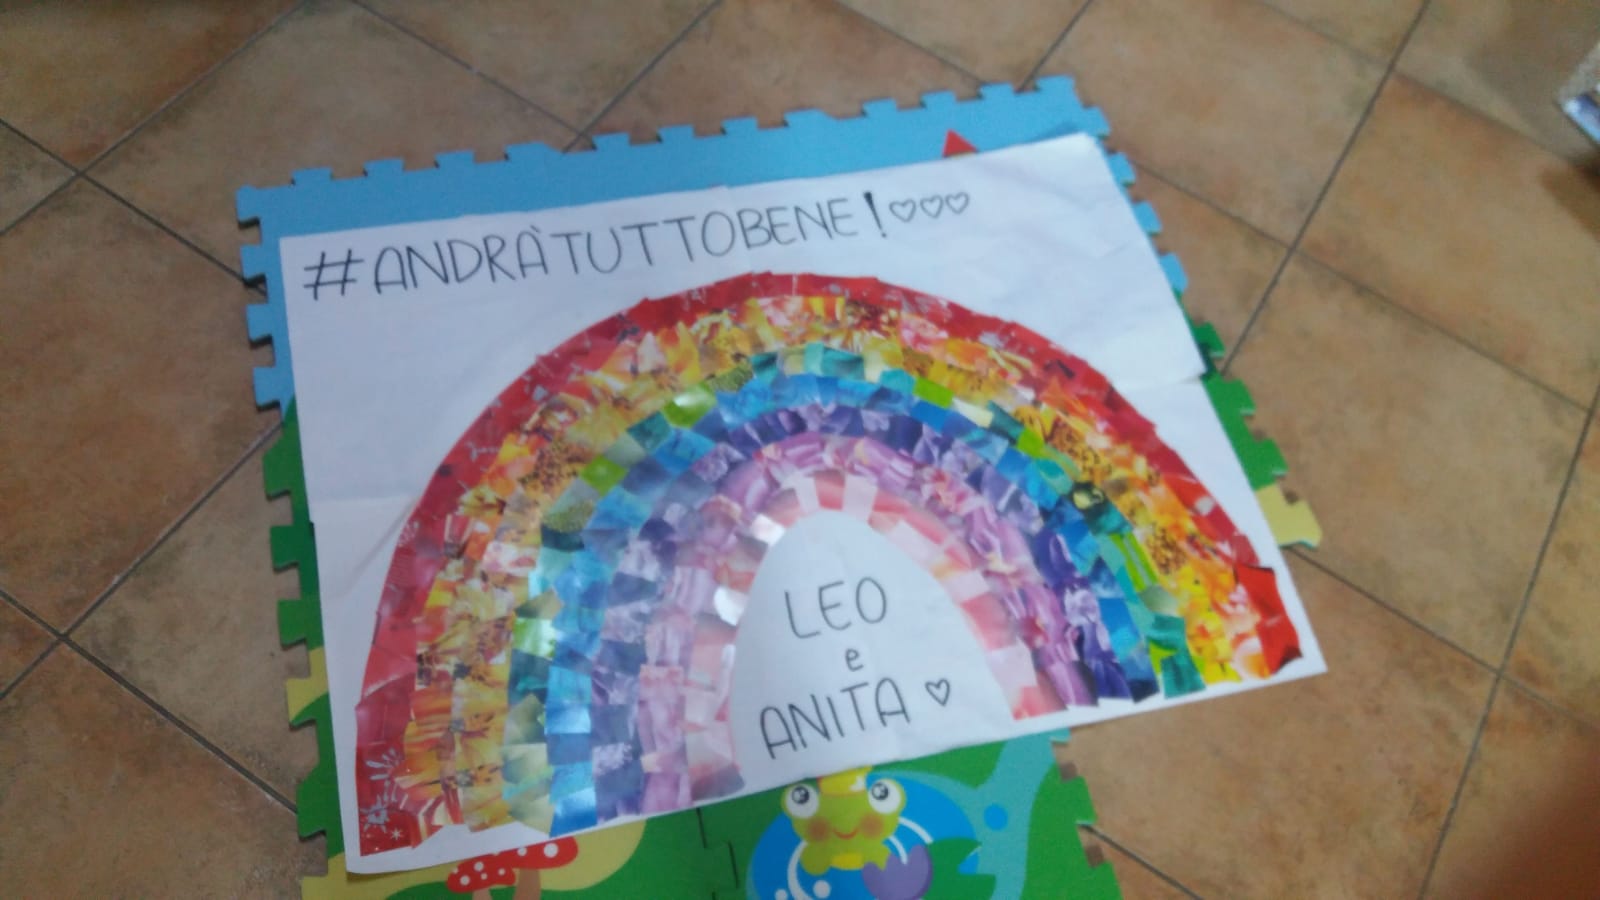 #ANDRÀTUTTOBENE!♡♡♡
LEO
e
ANITA ♡